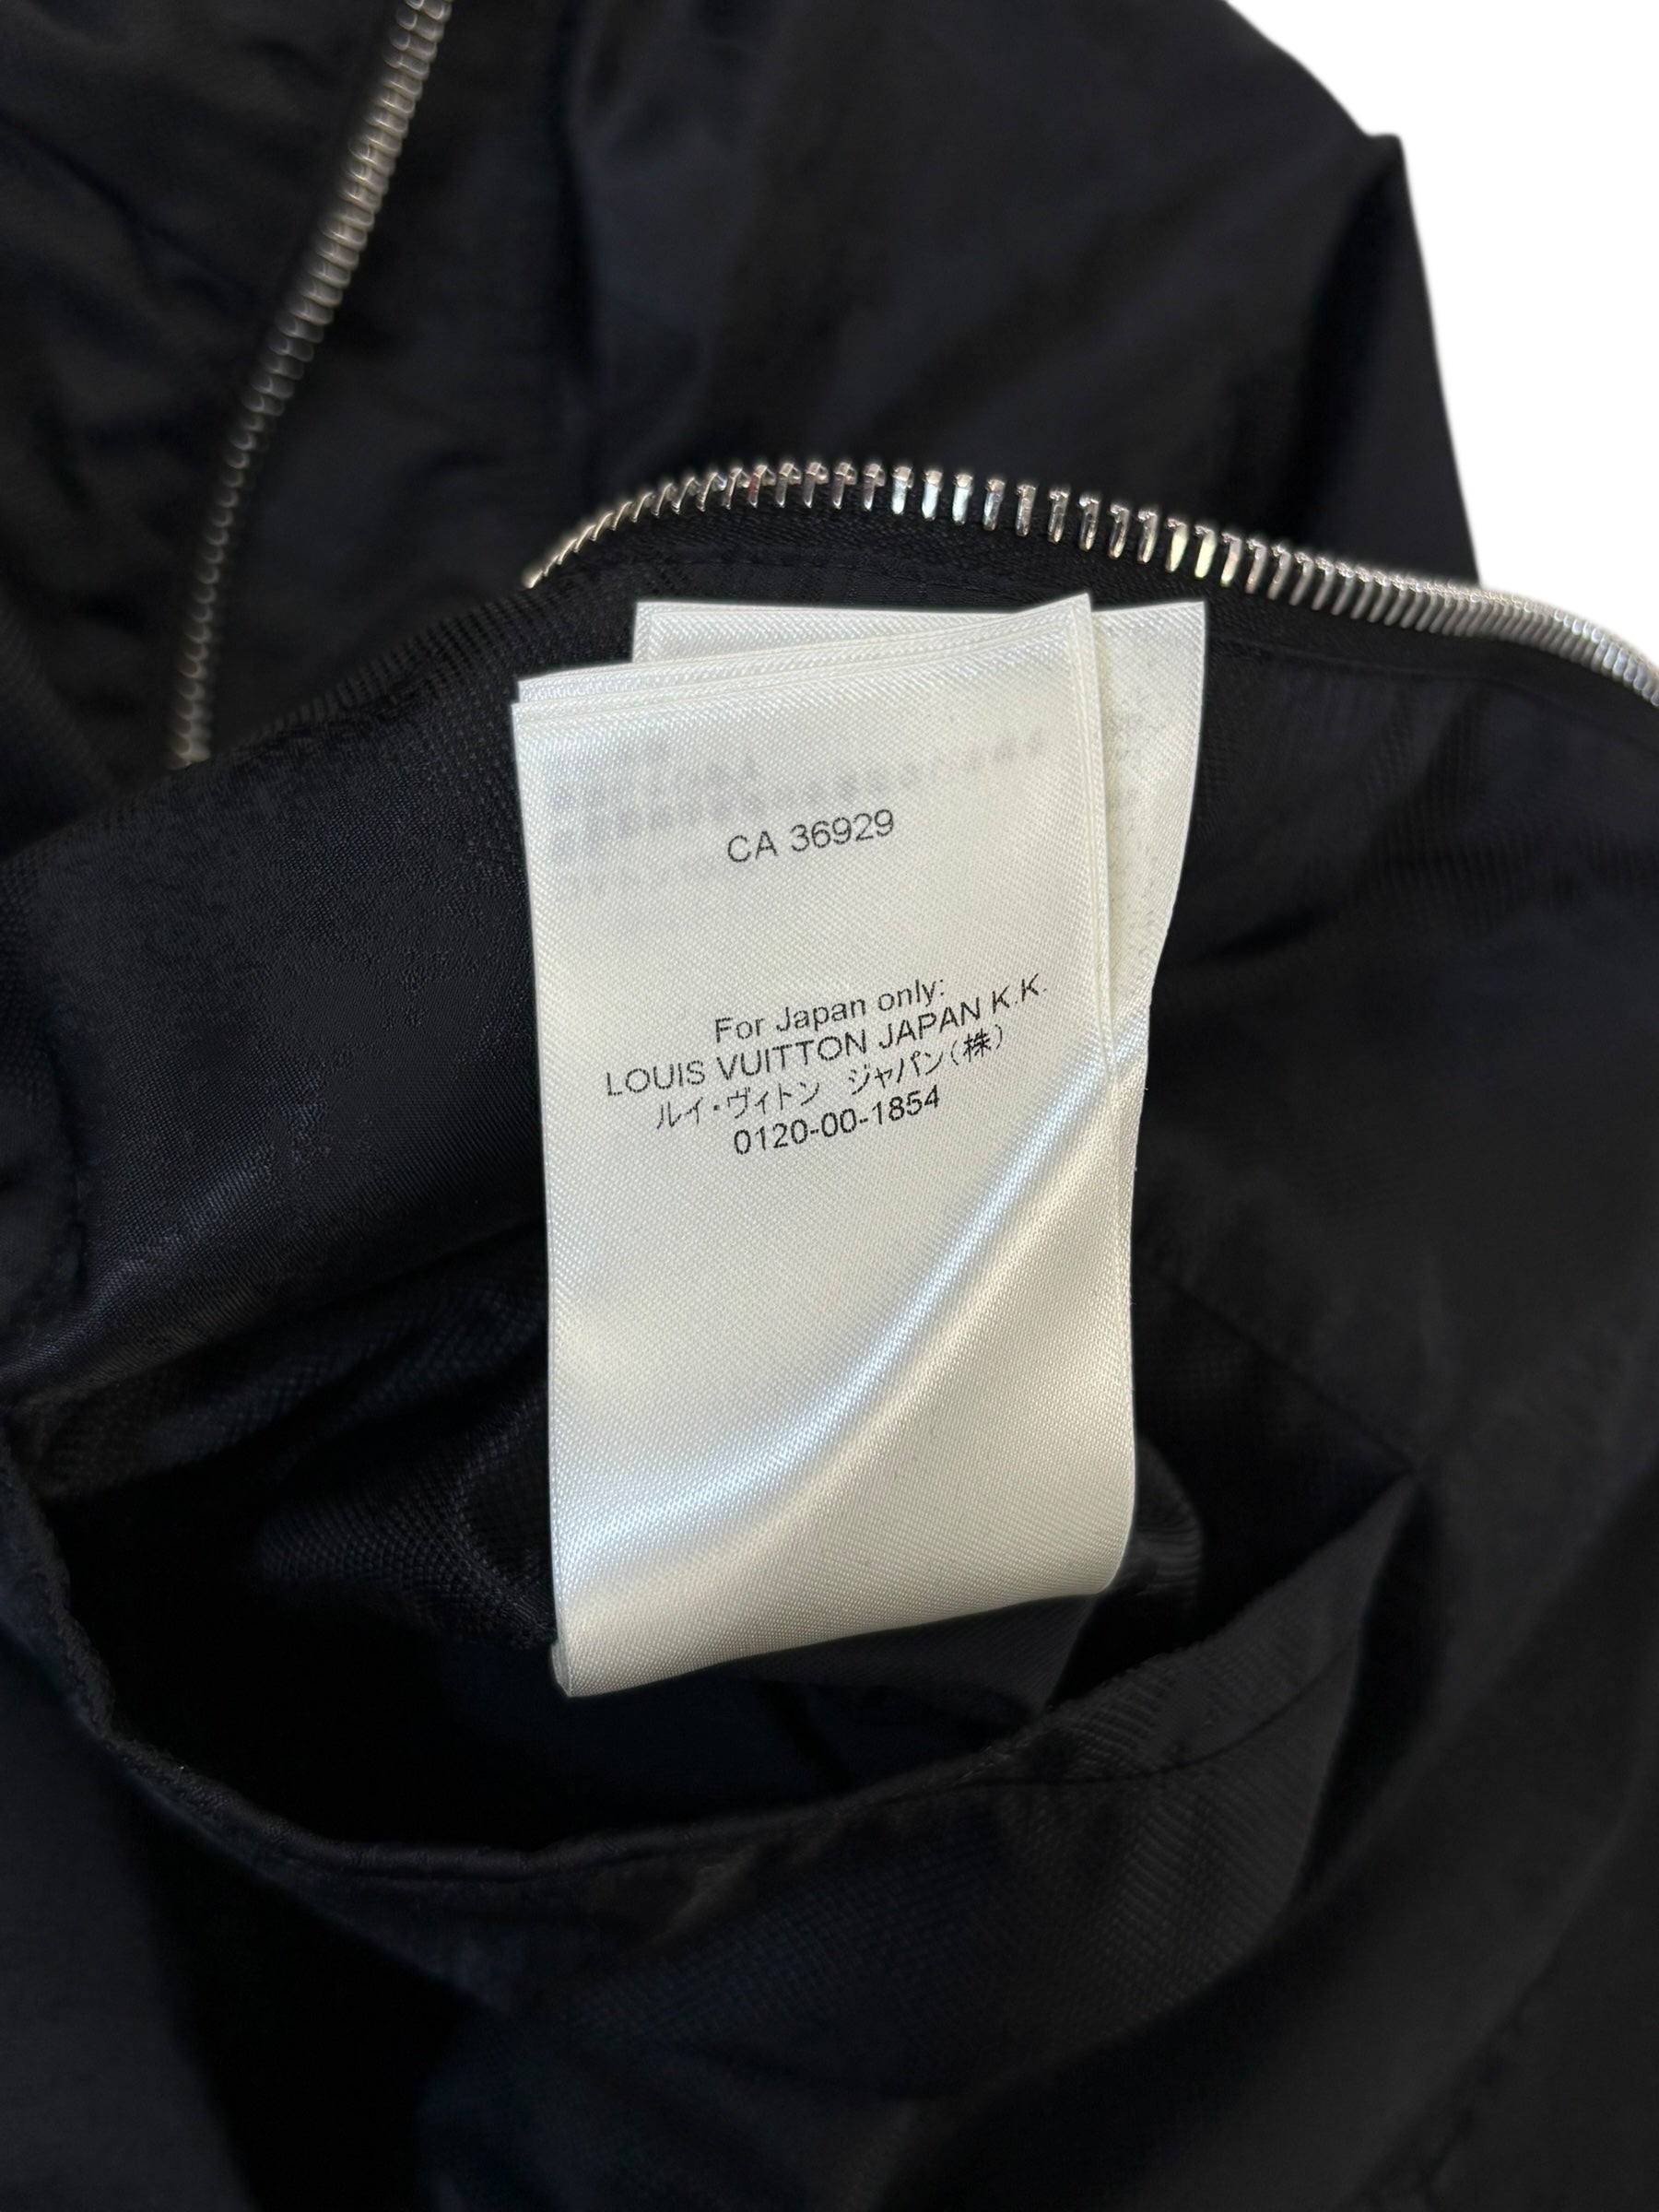 CA 36929
For Japan only:
LOUIS VUITTON JAPAN K.K.
ルイ・ヴィトン ジャパン(株)
0120-00-1854